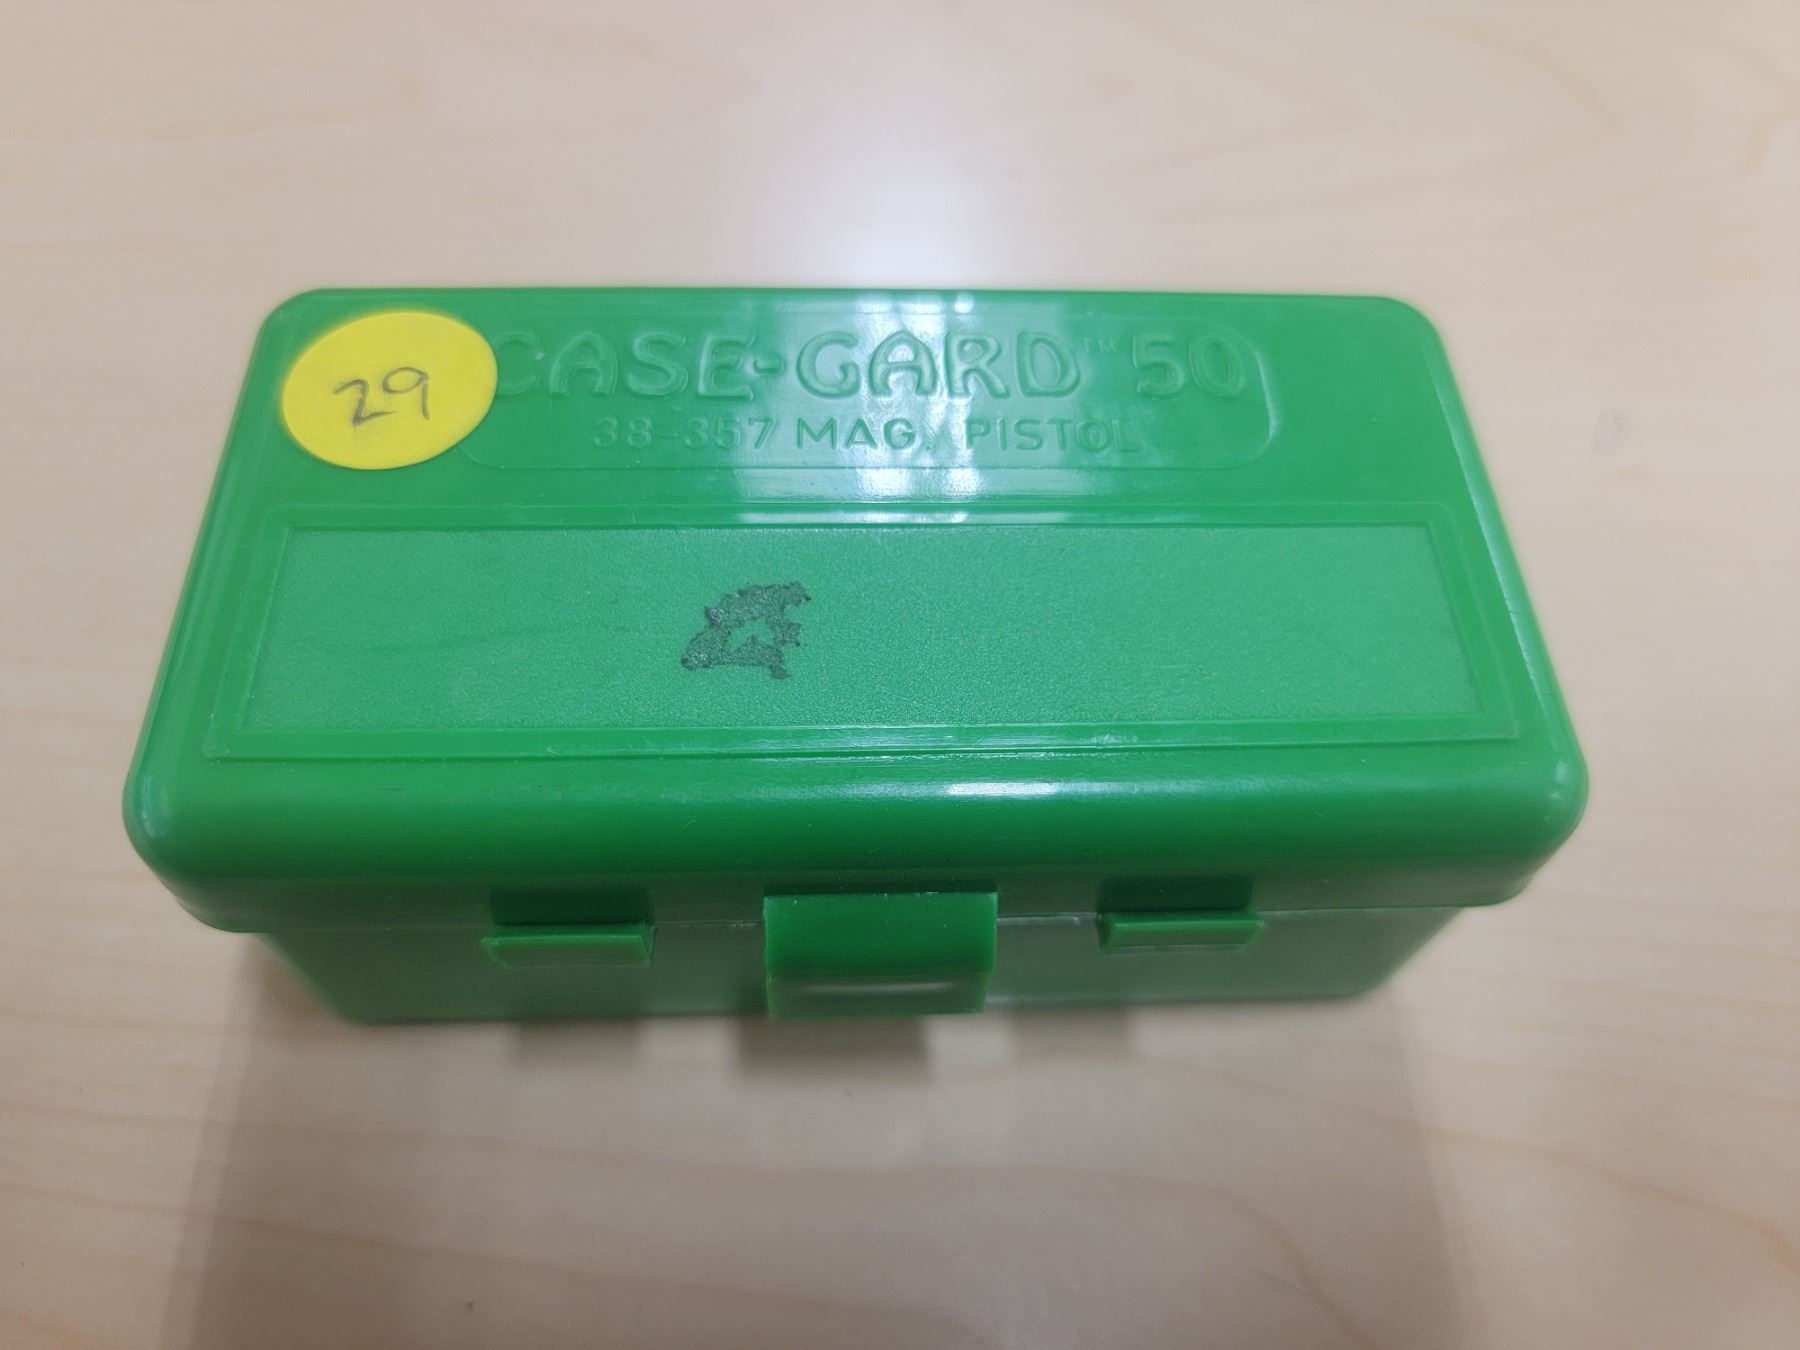 29
CASE-GARD™ 50
38-357 MAG. PISTOL